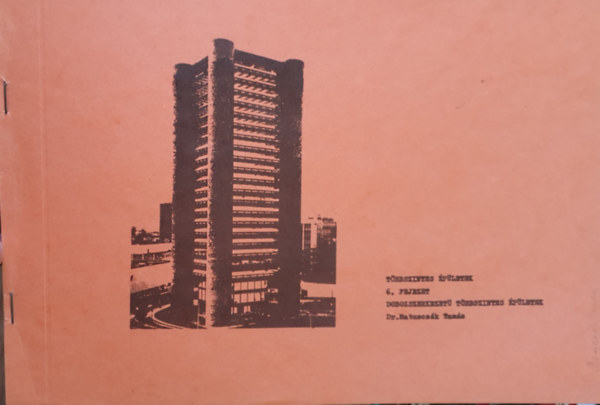 TÖBBSZINTES ÉPÜLETEK
6. FEJEZET
DOBOZSZERKEZETŰ TÖBBSZINTES ÉPÜLETEK
Dr. Matuscsák Tamás